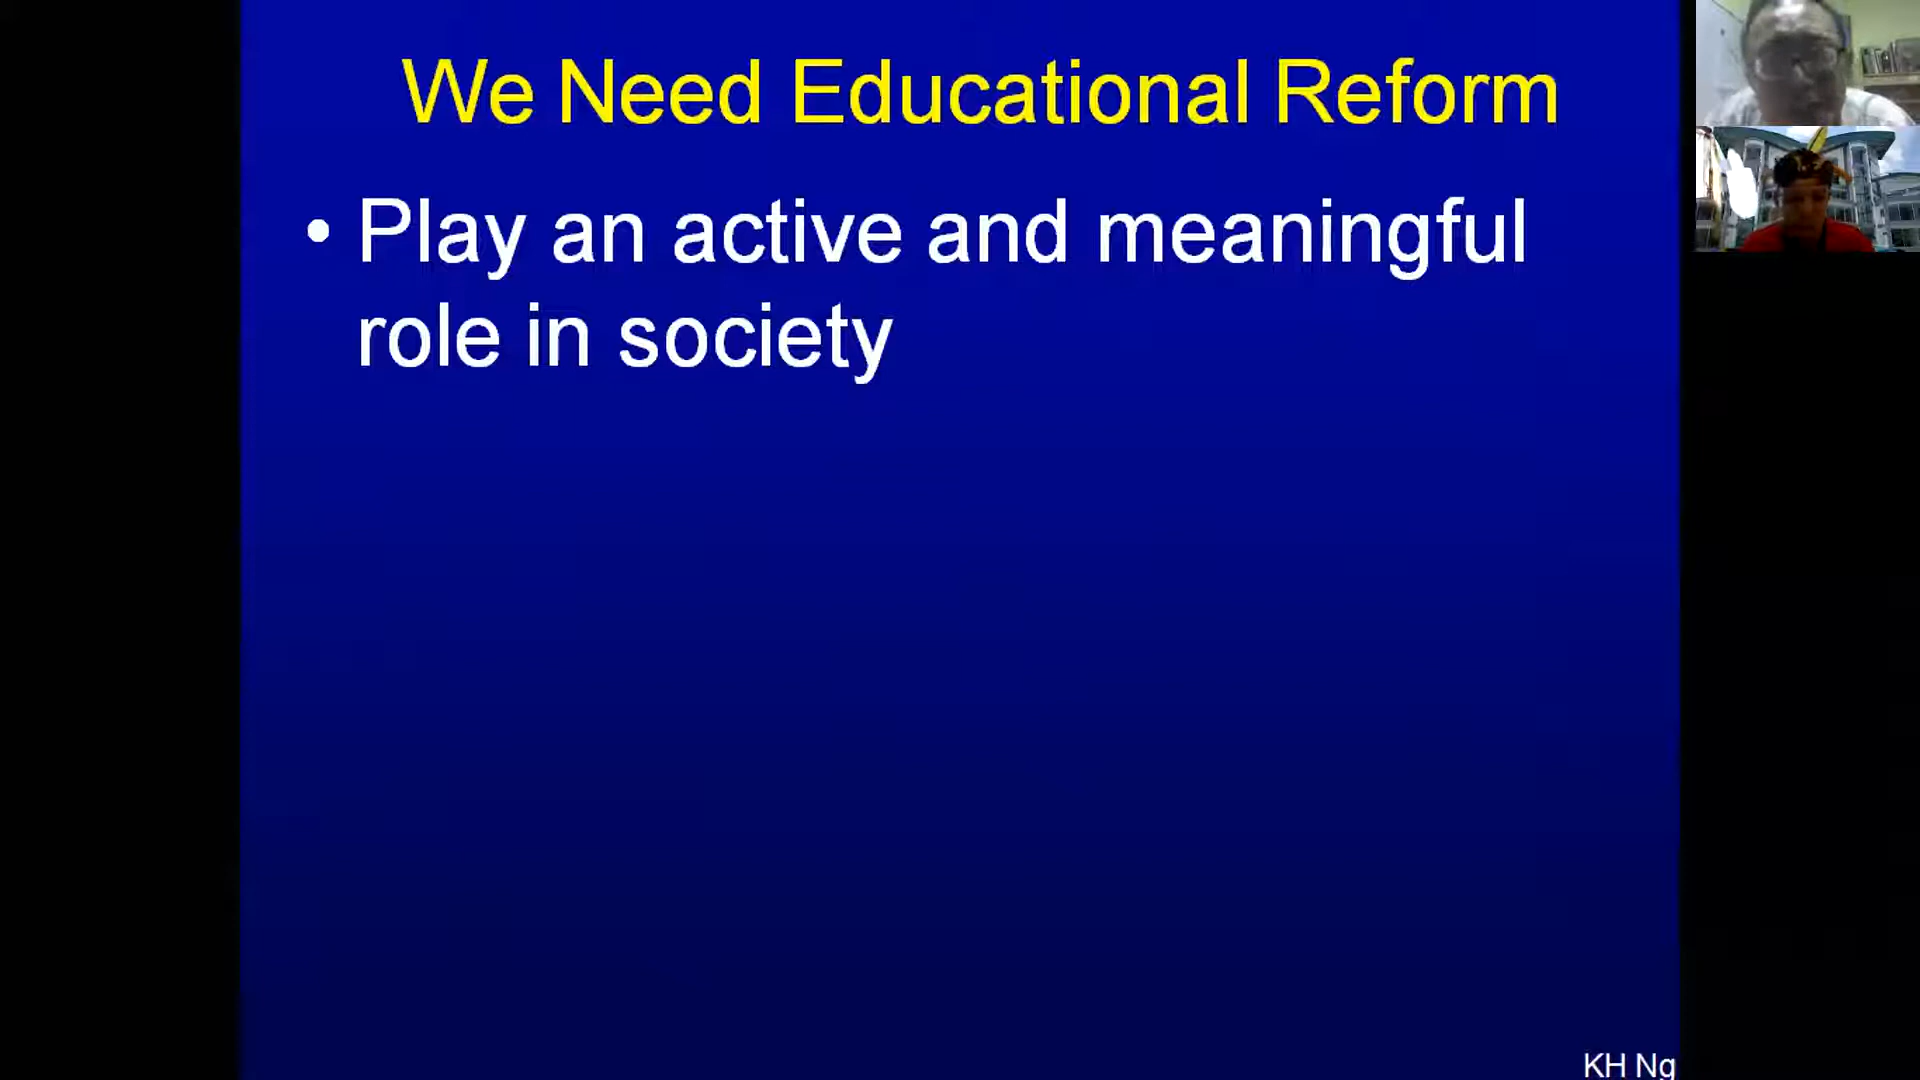 We Need Educational Reform
• Play an active and meaningful
role in society
KH Ng